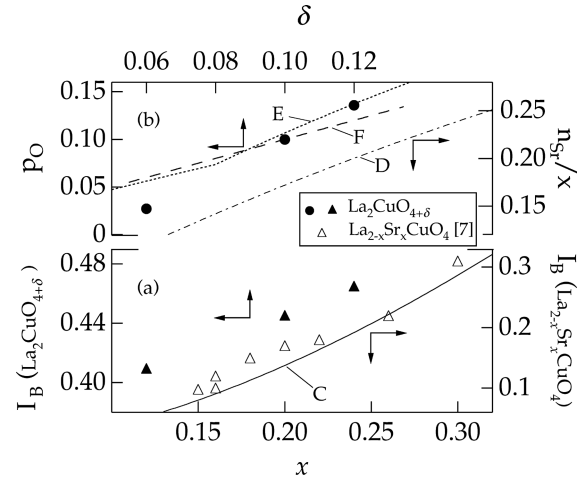 δ
0.06 0.08 0.10 0.12
0.15
0.10
0.05
0
p_O
(b)
E
F
D
0.25
0.20
0.15
n_Sr/x
La₂CuO₄₊δ
La₂₋ₓSrₓCuO₄ [7]
0.48
0.44
0.40
I_B (La₂CuO₄₊δ)
(a)
C
0.3
0.2
0.1
I_B (La₂₋ₓSrₓCuO₄)
0.15 0.20 0.25 0.30
x